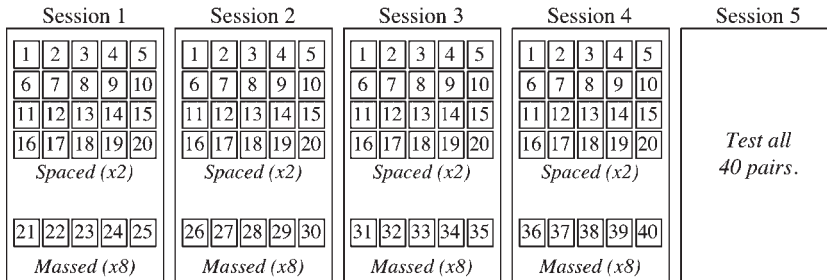 Session 1 Session 2 Session 3 Session 4 Session 5
1 2 3 4 5 1 2 3 4 5 1 2 3 4 5 1 2 3 4 5
6 7 8 9 10 6 7 8 9 10 6 7 8 9 10 6 7 8 9 10
11 12 13 14 15 11 12 13 14 15 11 12 13 14 15 11 12 13 14 15
16 17 18 19 20 16 17 18 19 20 16 17 18 19 20 16 17 18 19 20
Spaced (x2) Spaced (x2) Spaced (x2) Spaced (x2)
Test all
40 pairs.
21 22 23 24 25 26 27 28 29 30 31 32 33 34 35 36 37 38 39 40
Massed (x8) Massed (x8) Massed (x8) Massed (x8)